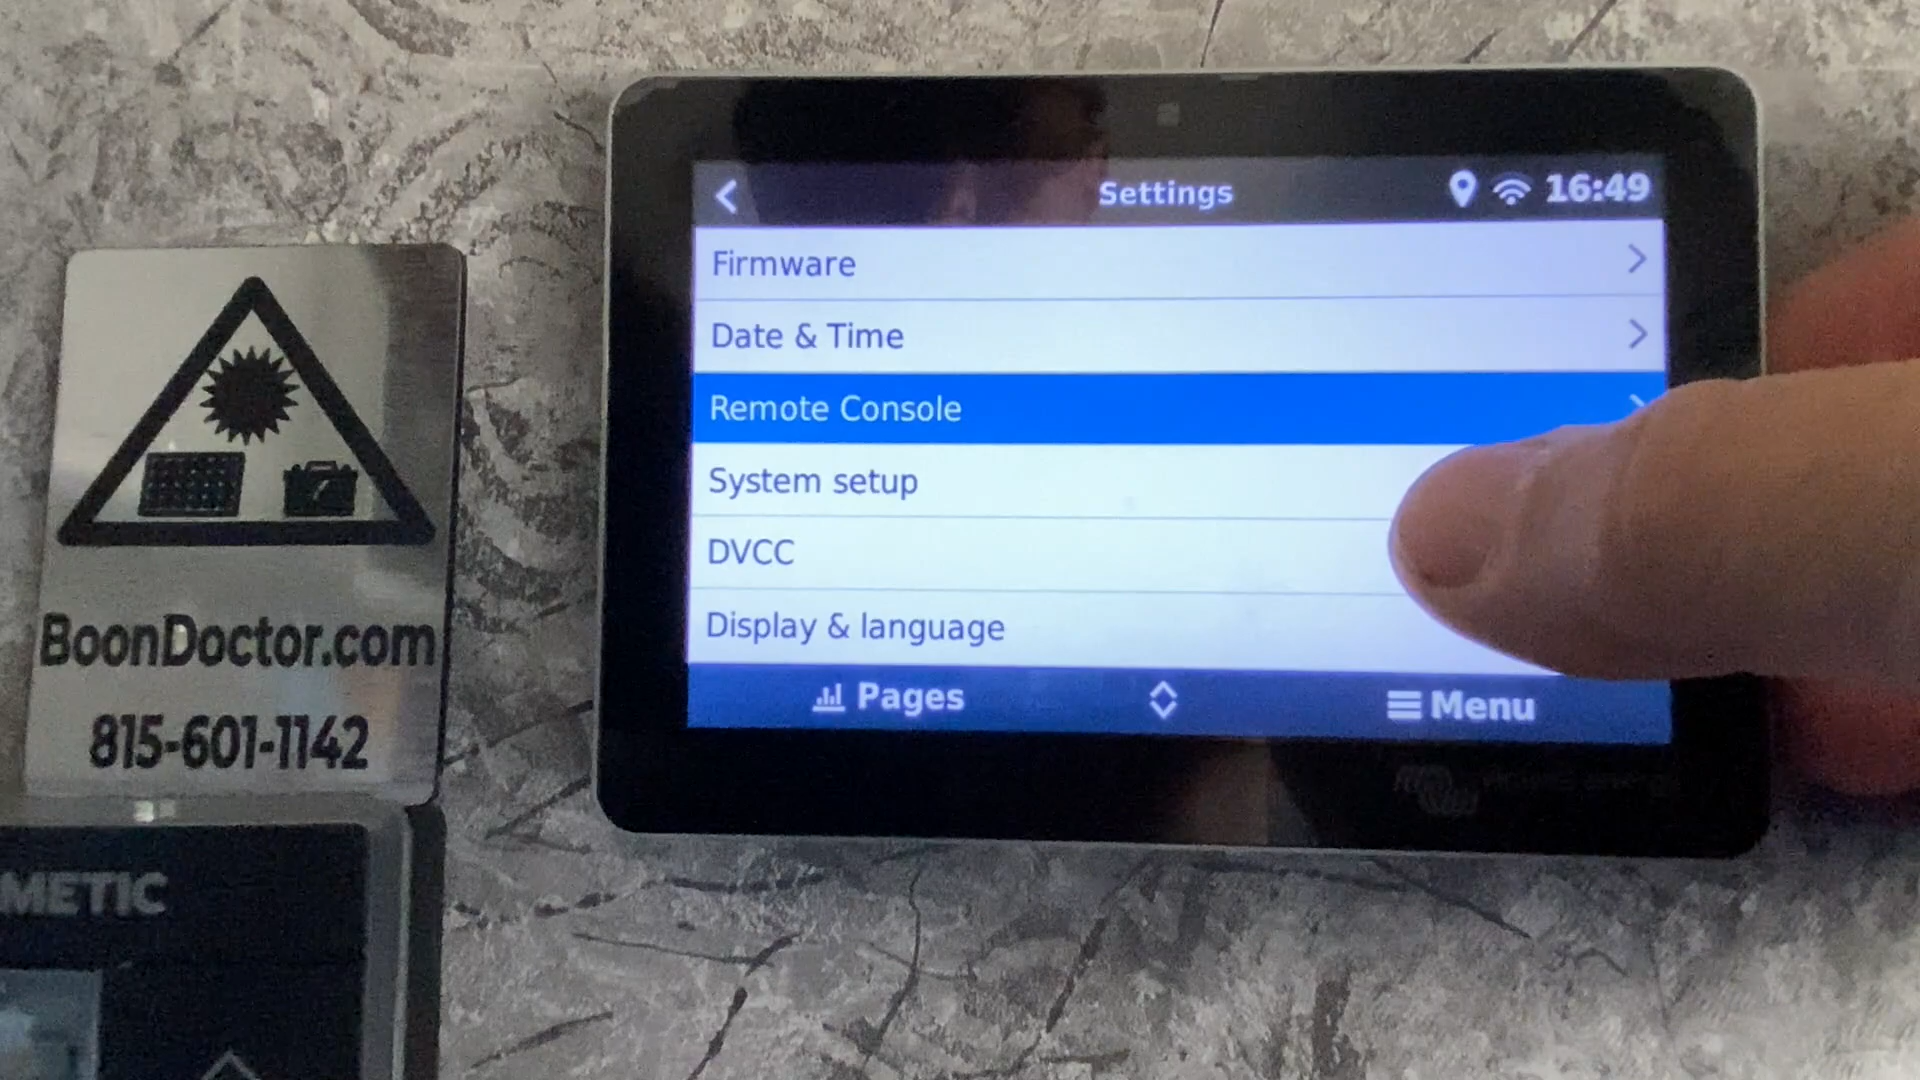 Settings 16:49
Firmware
Date & Time
Remote Console
System setup
DVCC
Display & language
Pages Menu
BoonDoctor.com
815-601-1142
METIC